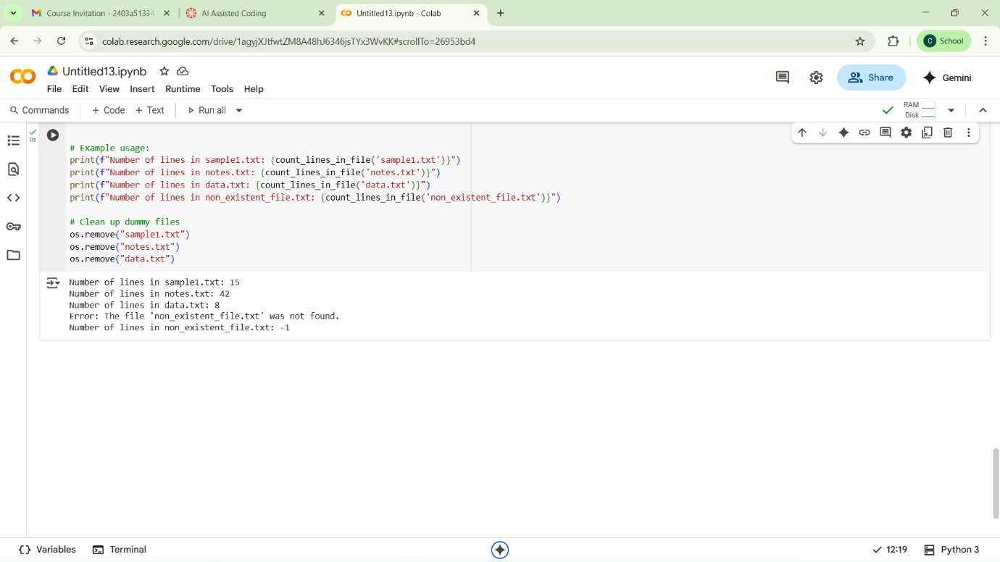 Course Invitation - 2403a51334
AI Assisted Coding
Untitled13.ipynb - Colab
colab.research.google.com/drive/1agyjXJtfwtZM8A48hJ6346jsTYx3WvKK#scrollTo=26953bd4
C School
Untitled13.ipynb
File Edit View Insert Runtime Tools Help
Share
Gemini
Commands + Code + Text Run all
RAM
Disk
0s
# Example usage:
print(f"Number of lines in sample1.txt: {count_lines_in_file('sample1.txt')}")
print(f"Number of lines in notes.txt: {count_lines_in_file('notes.txt')}")
print(f"Number of lines in data.txt: {count_lines_in_file('data.txt')}")
print(f"Number of lines in non_existent_file.txt: {count_lines_in_file('non_existent_file.txt')}")
# Clean up dummy files
os.remove("sample1.txt")
os.remove("notes.txt")
os.remove("data.txt")
Number of lines in sample1.txt: 15
Number of lines in notes.txt: 42
Number of lines in data.txt: 8
Error: The file 'non_existent_file.txt' was not found.
Number of lines in non_existent_file.txt: -1
{} Variables Terminal
12:19 Python 3